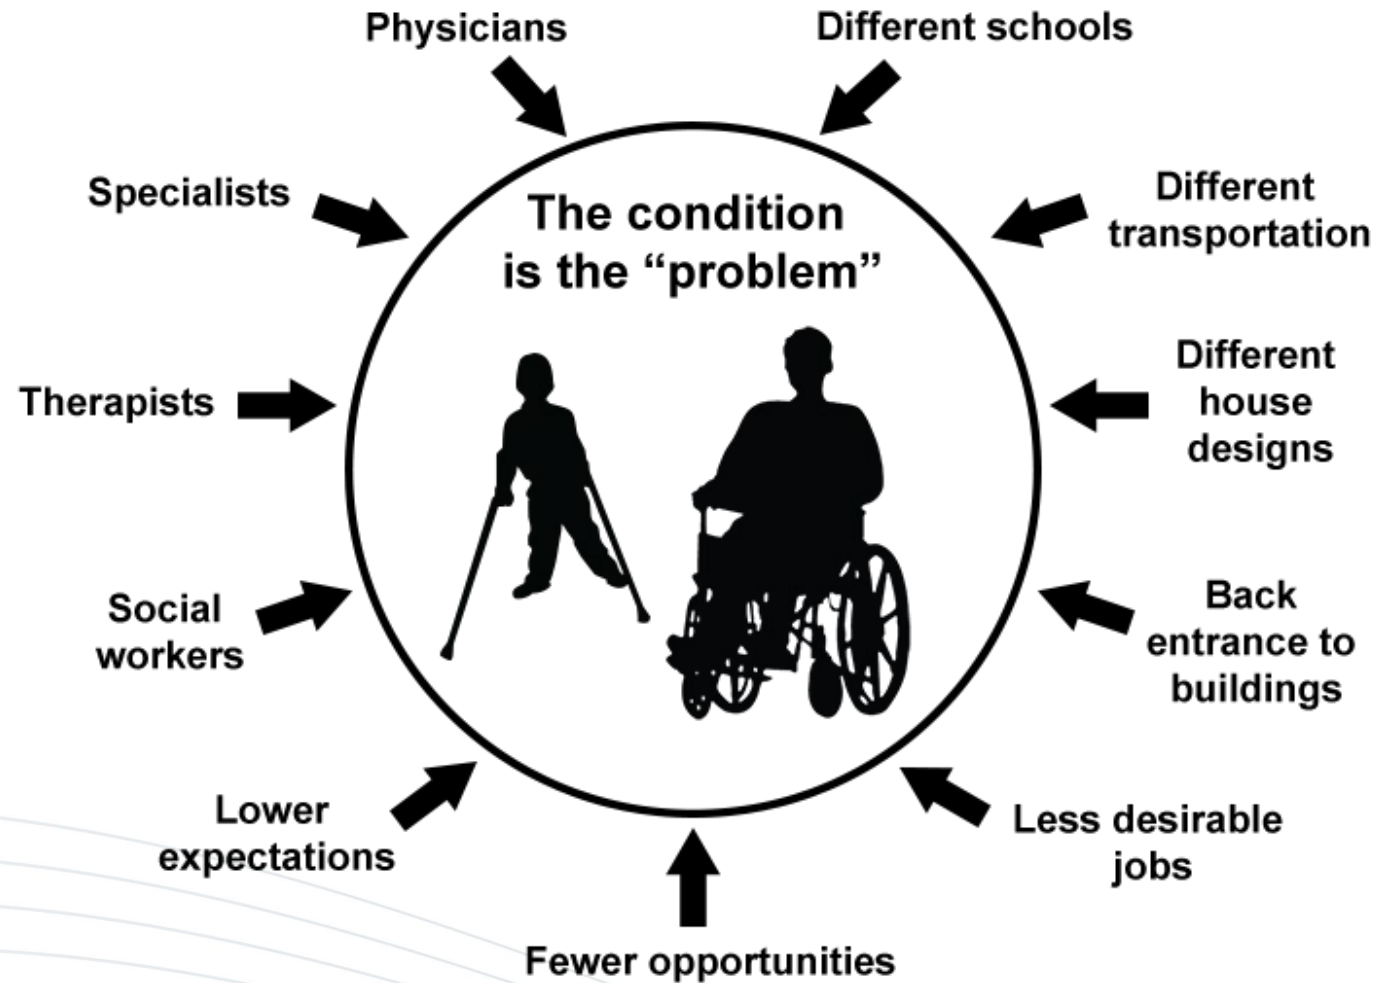 Physicians
Different schools
Specialists
The condition
is the “problem”
Different
transportation
Therapists
Different
house
designs
Social
workers
Back
entrance to
buildings
Lower
expectations
Less desirable
jobs
Fewer opportunities